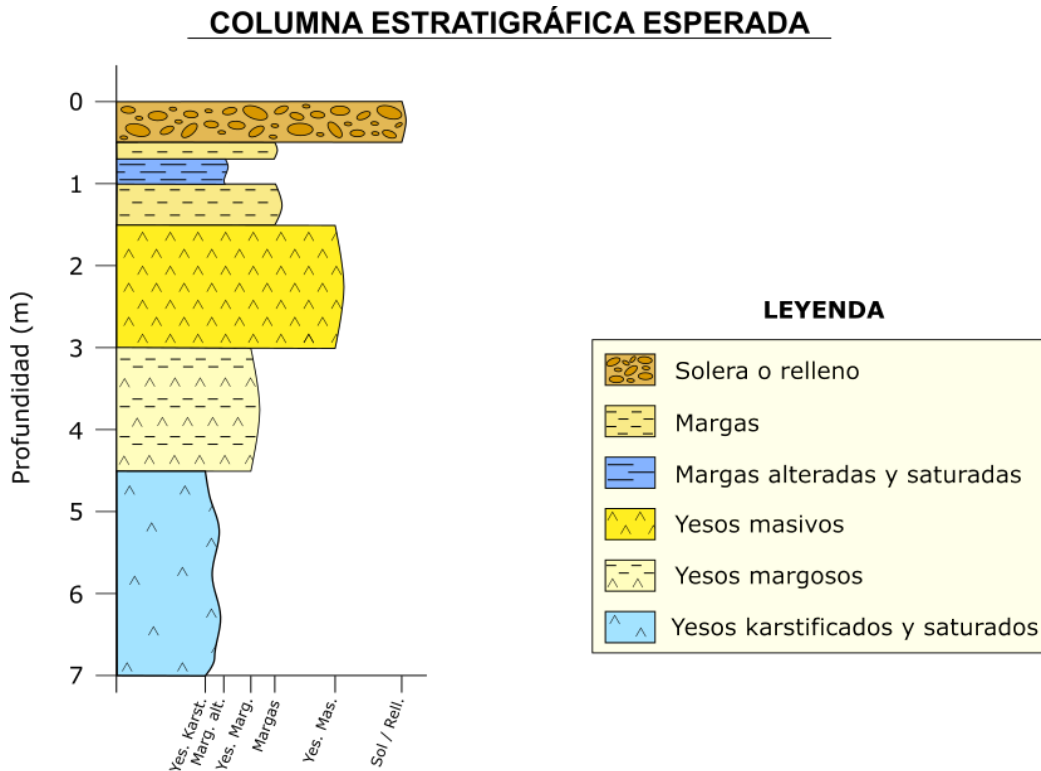 COLUMNA ESTRATIGRÁFICA ESPERADA
Profundidad (m)
0
1
2
3
4
5
6
7
Yes. Karst.
Marg. alt.
Yes. Marg.
Margas
Yes. Mas.
Sol / Rell.
LEYENDA
Solera o relleno
Margas
Margas alteradas y saturadas
Yesos masivos
Yesos margosos
Yesos karstificados y saturados